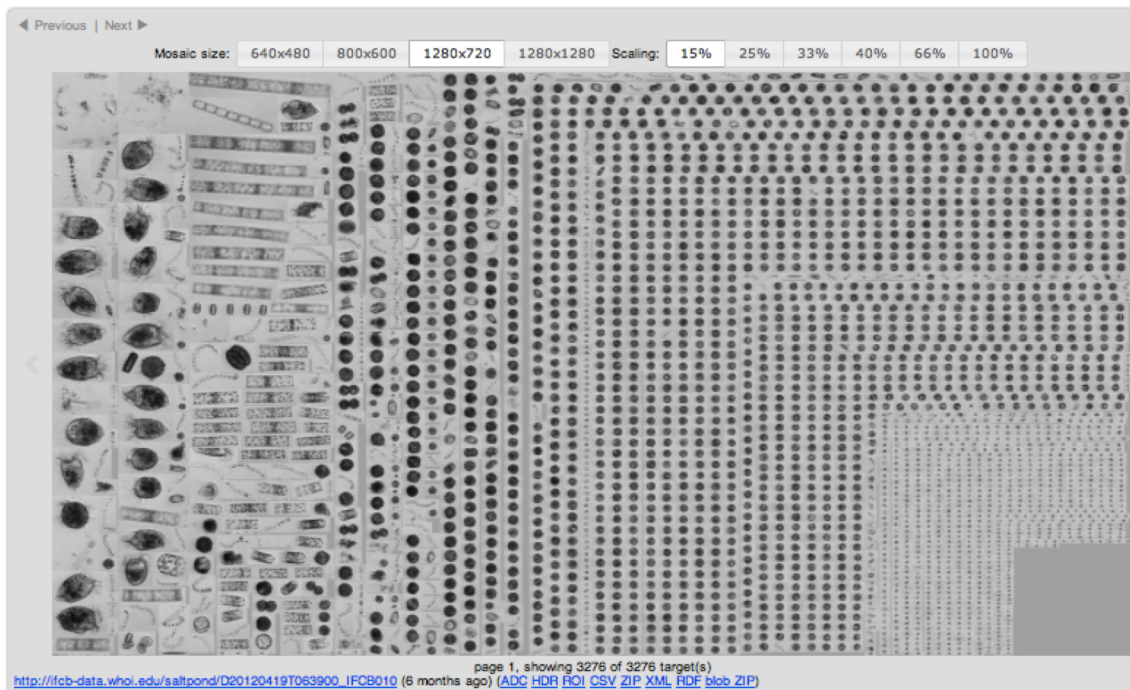 ◀ Previous | Next ▶
Mosaic size: 640x480 800x600 1280x720 1280x1280 Scaling: 15% 25% 33% 40% 66% 100%
page 1, showing 3276 of 3276 target(s)
http://ifcb-data.whoi.edu/saltpond/D20120419T063900_IFCB010 (6 months ago) (ADC HDR ROI CSV ZIP XML RDF blob ZIP)